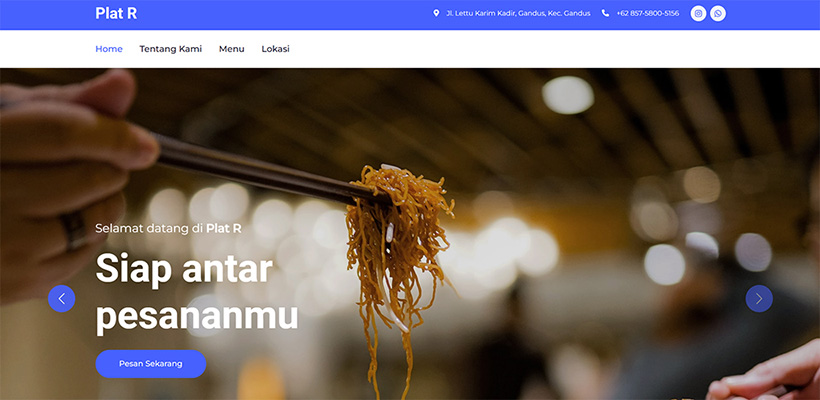 Plat R
Jl. Lettu Karim Kadir, Gandus, Kec. Gandus
+62 857-5800-5156
Home
Tentang Kami
Menu
Lokasi
Selamat datang di Plat R
Siap antar
pesananmu
Pesan Sekarang